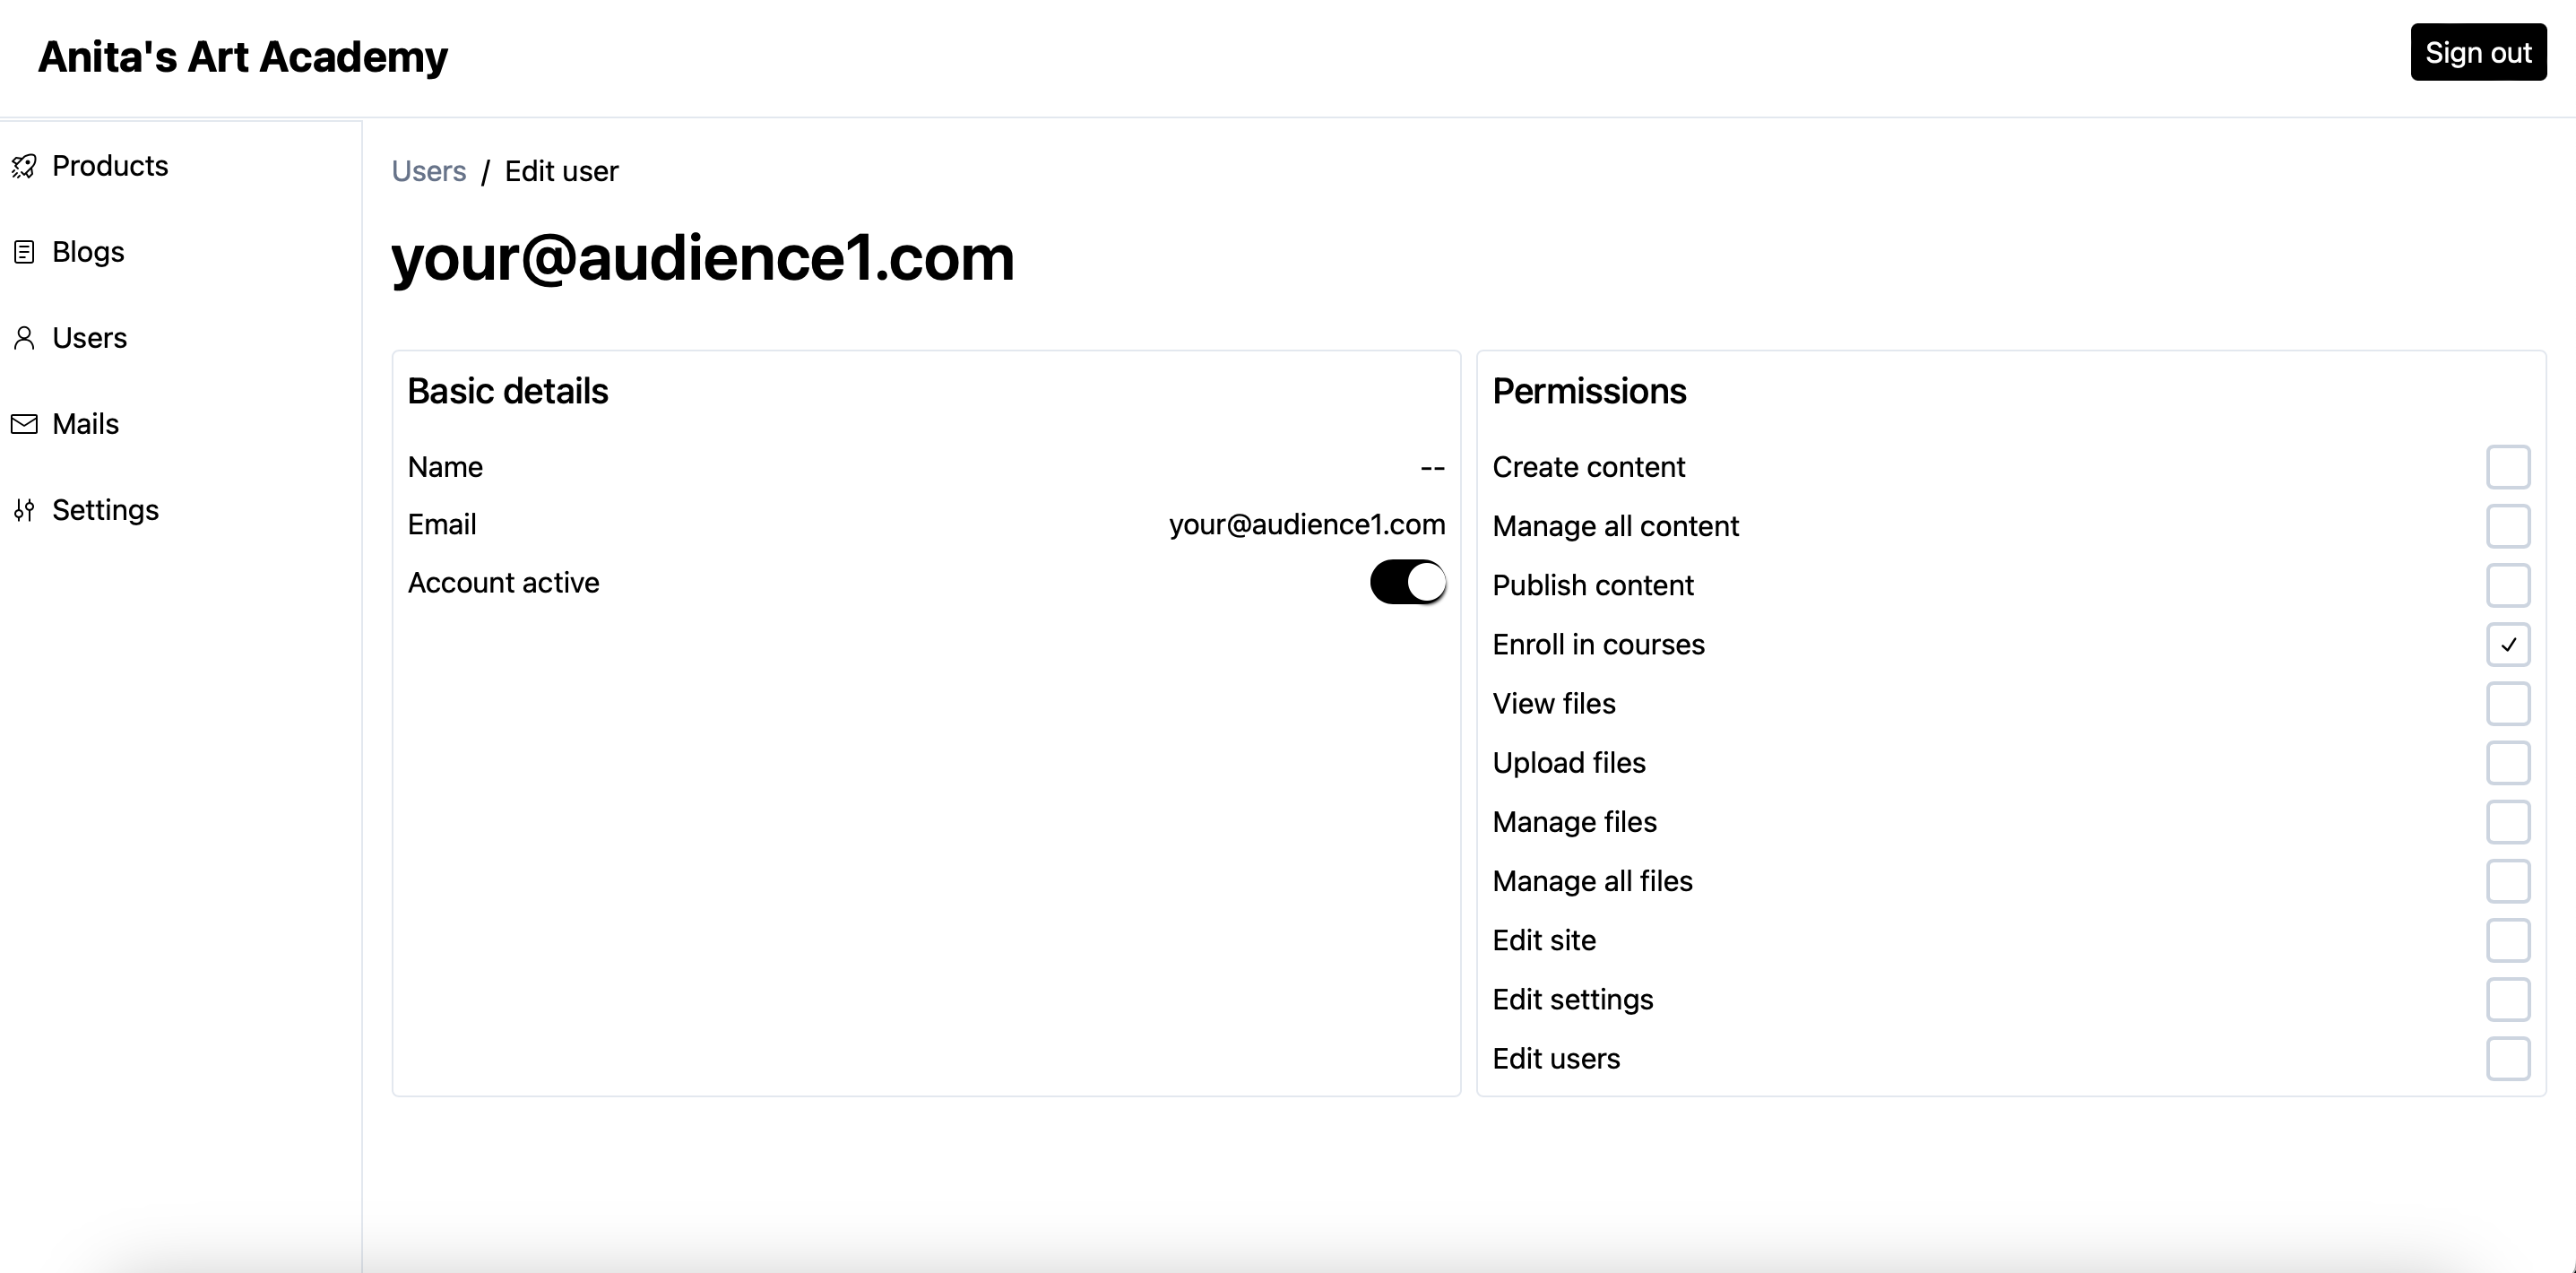 Anita's Art Academy
Sign out
Products
Blogs
Users
Mails
Settings
Users / Edit user
your@audience1.com
Basic details
Name --
Email your@audience1.com
Account active
Permissions
Create content
Manage all content
Publish content
Enroll in courses
View files
Upload files
Manage files
Manage all files
Edit site
Edit settings
Edit users